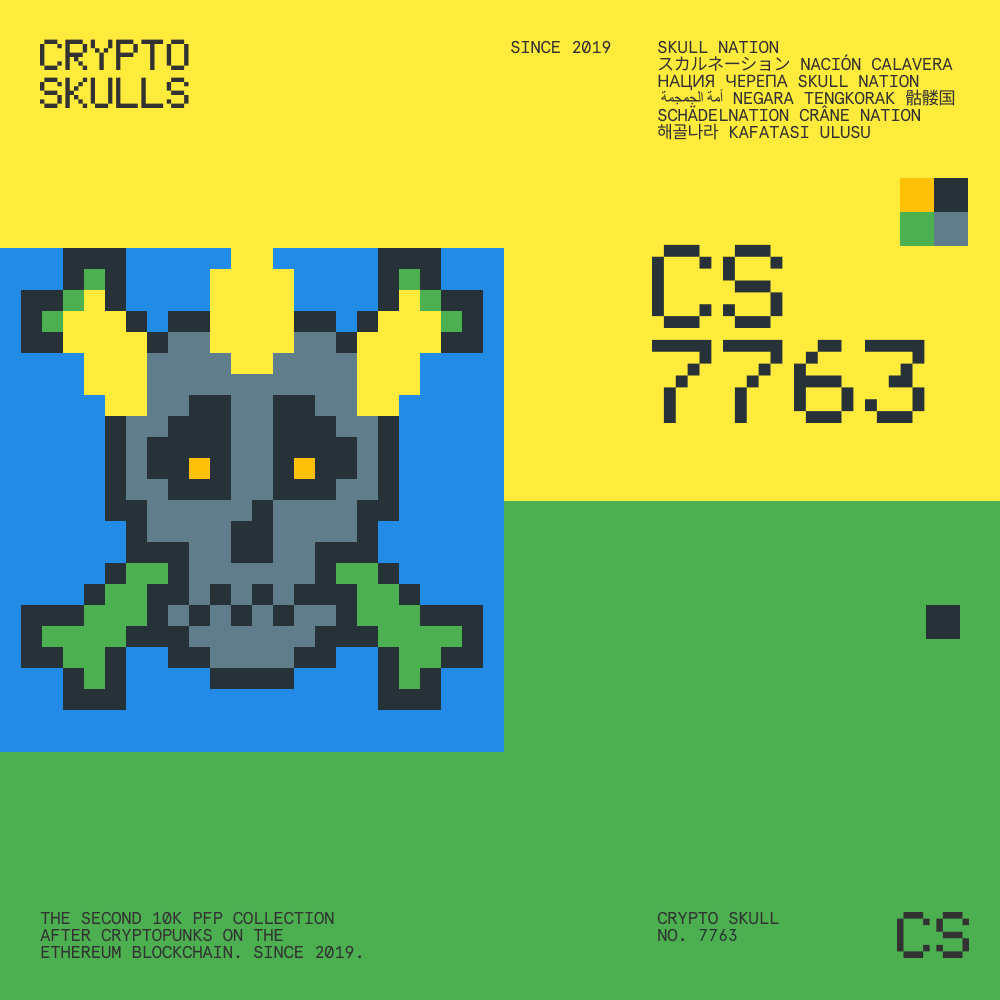 CRYPTO
SKULLS
SINCE 2019
SKULL NATION
スカルネーション NACIÓN CALAVERA
НАЦИЯ ЧЕРЕПА SKULL NATION
أمة الجمجمة NEGARA TENGKORAK 骷髅国
SCHÄDELNATION CRÂNE NATION
해골나라 KAFATASI ULUSU
CS
7763
THE SECOND 10K PFP COLLECTION
AFTER CRYPTOPUNKS ON THE
ETHEREUM BLOCKCHAIN. SINCE 2019.
CRYPTO SKULL
NO. 7763
CS